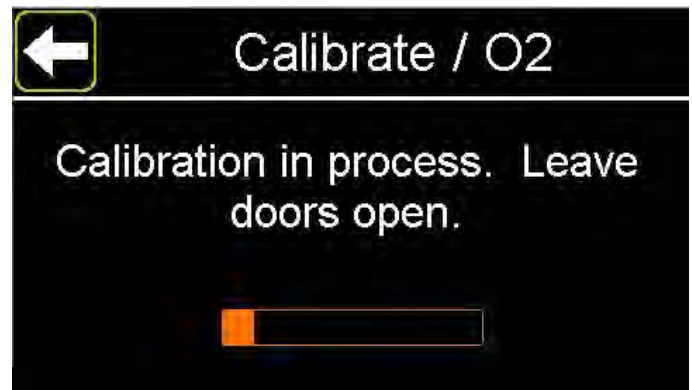 Calibrate / O2
Calibration in process.  Leave
doors open.